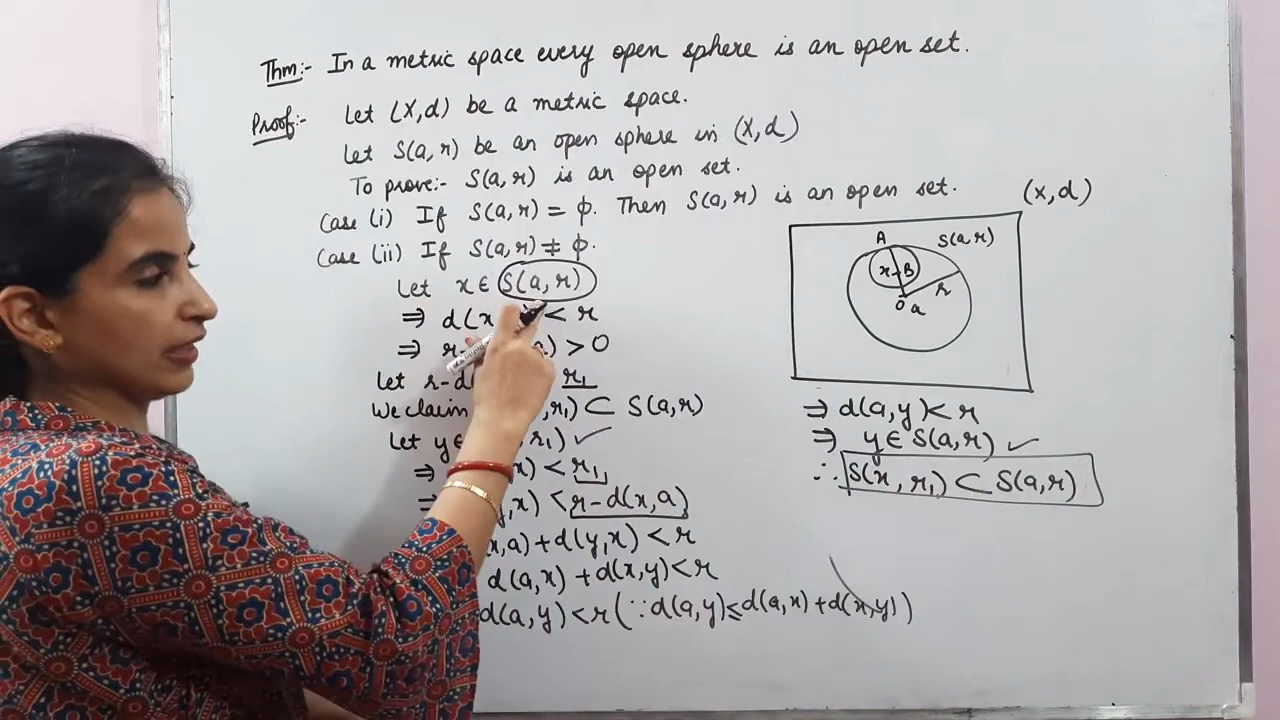 Thm:- In a metric space every open sphere is an open set.
Proof:- Let (X,d) be a metric space.
Let S(a,r) be an open sphere in (X,d)
To prove:- S(a,r) is an open set.
Case (i) If S(a,r) = ϕ. Then S(a,r) is an open set.
Case (ii) If S(a,r) ≠ ϕ.
Let x ∈ S(a,r)
⇒ d(x < r
⇒ r- a) > 0
Let r-d( r₁
We claim ,r₁) ⊂ S(a,r)
Let y ∈ r₁) ✓
⇒ x) < r₁
⇒ y,x) < r-d(x,a)
x,a)+d(y,x) < r
d(a,x) + d(x,y) < r
d(a,y) < r (∵ d(a,y) ≤ d(a,x) + d(x,y))
(X,d)
A S(a,r)
x B
r
a
⇒ d(a,y) < r
⇒ y ∈ S(a,r) ✓
∴ S(x,r₁) ⊂ S(a,r)